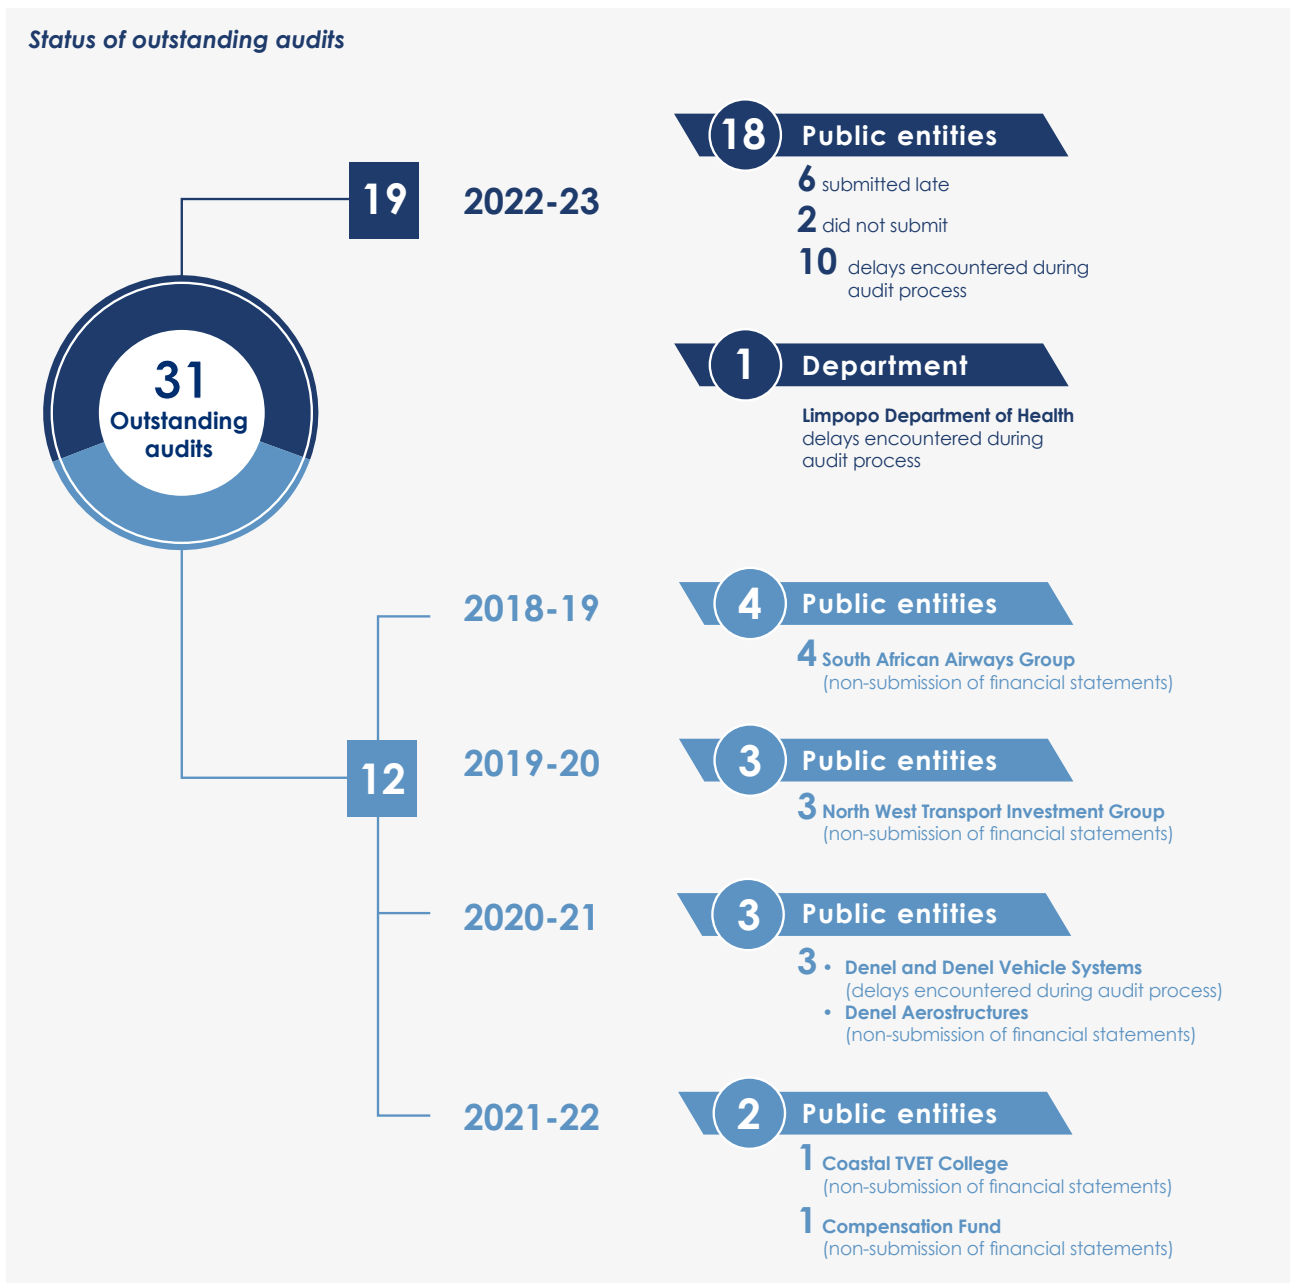 Status of outstanding audits
31
Outstanding
audits
19
2022-23
18 Public entities
6 submitted late
2 did not submit
10 delays encountered during
audit process
1 Department
Limpopo Department of Health
delays encountered during
audit process
12
2018-19
4 Public entities
4 South African Airways Group
(non-submission of financial statements)
2019-20
3 Public entities
3 North West Transport Investment Group
(non-submission of financial statements)
2020-21
3 Public entities
3 • Denel and Denel Vehicle Systems
(delays encountered during audit process)
• Denel Aerostructures
(non-submission of financial statements)
2021-22
2 Public entities
1 Coastal TVET College
(non-submission of financial statements)
1 Compensation Fund
(non-submission of financial statements)